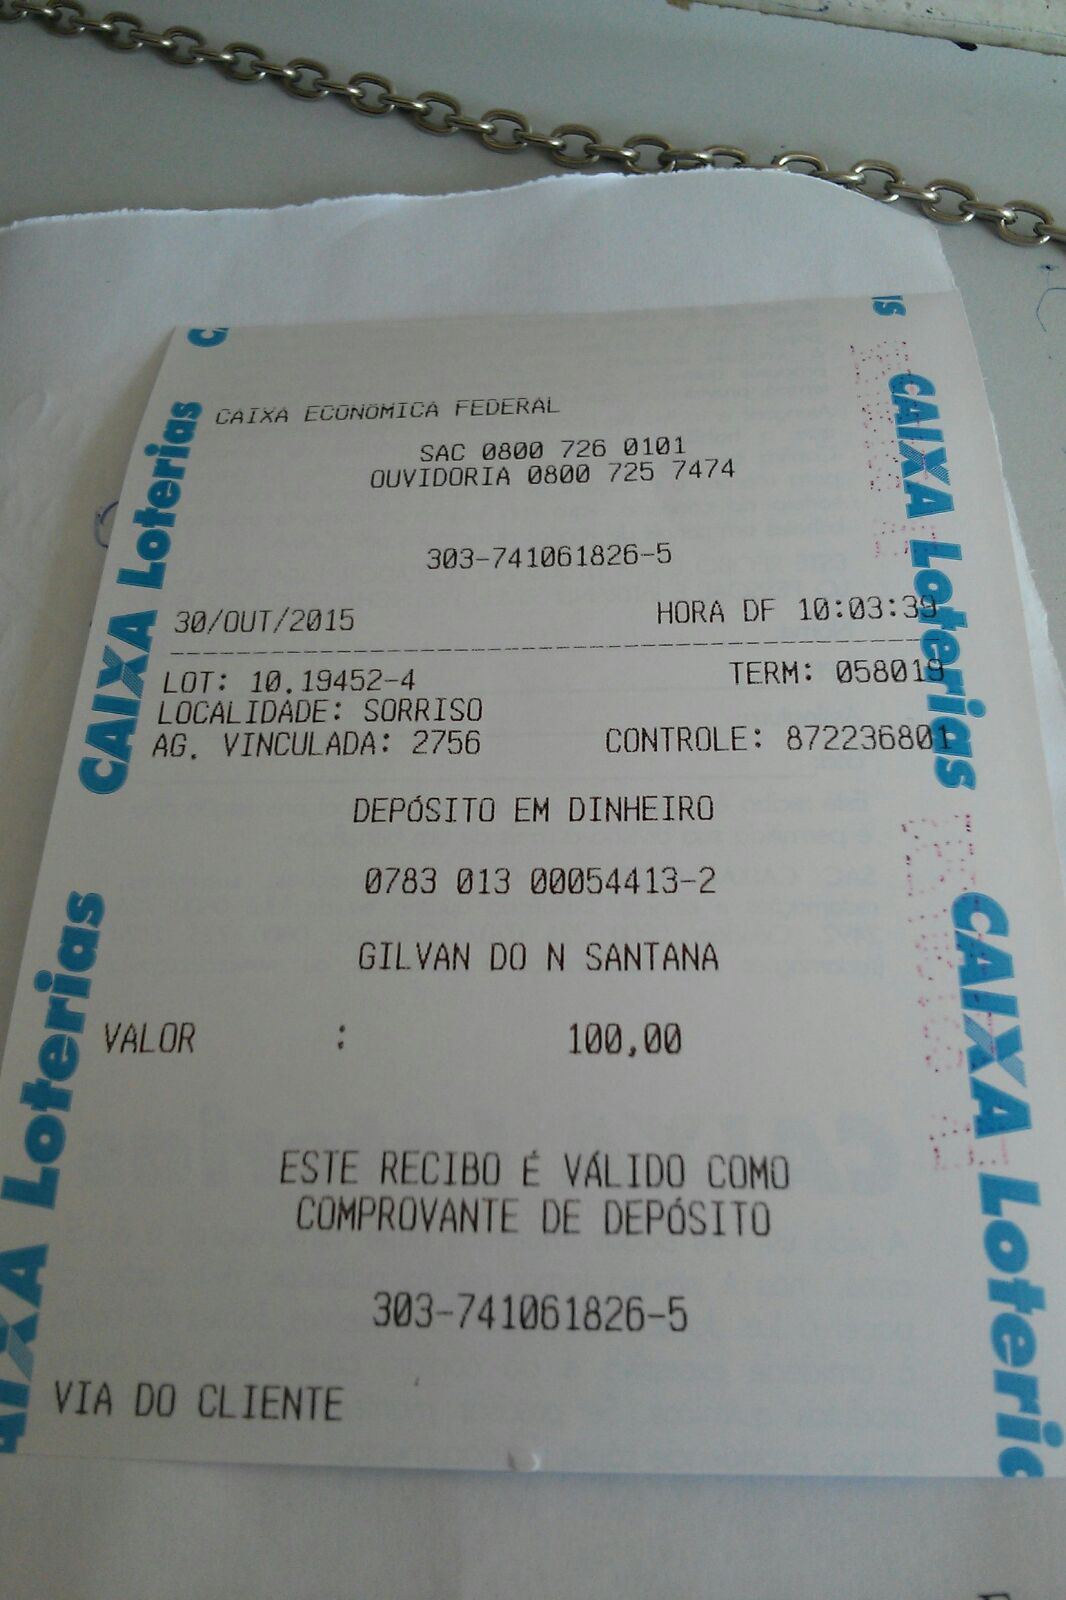 CAIXA ECONÔMICA FEDERAL
SAC 0800 726 0101
OUVIDORIA 0800 725 7474
303-741061826-5
30/OUT/2015 HORA DF 10:03:39
LOT: 10.19452-4 TERM: 058019
LOCALIDADE: SORRISO
AG. VINCULADA: 2756 CONTROLE: 872236801
DEPÓSITO EM DINHEIRO
0783 013 00054413-2
GILVAN DO N SANTANA
VALOR : 100,00
ESTE RECIBO É VÁLIDO COMO
COMPROVANTE DE DEPÓSITO
303-741061826-5
VIA DO CLIENTE
CAIXA Loterias
CAIXA Loterias
CAIXA Loterias
CAIXA Loterias